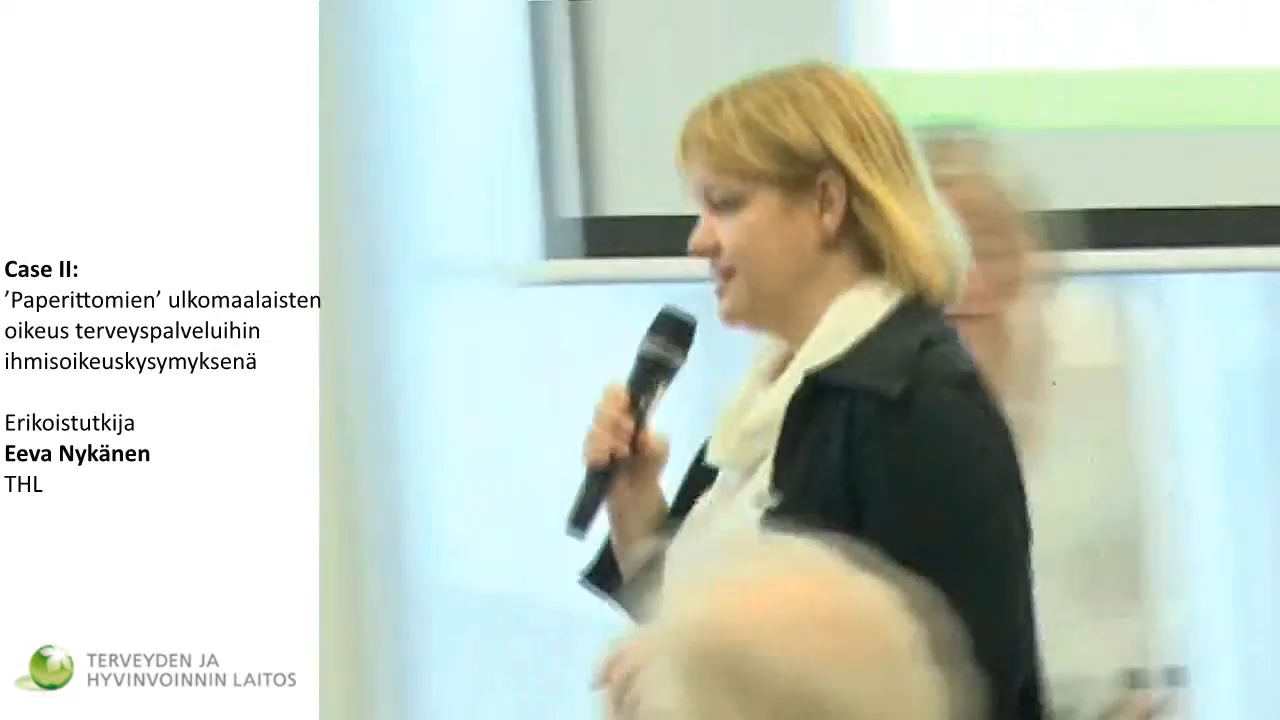 Case II:
’Paperittomien’ ulkomaalaisten
oikeus terveyspalveluihin
ihmisoikeuskysymyksenä
Erikoistutkija
Eeva Nykänen
THL
TERVEYDEN JA
HYVINVOINNIN LAITOS